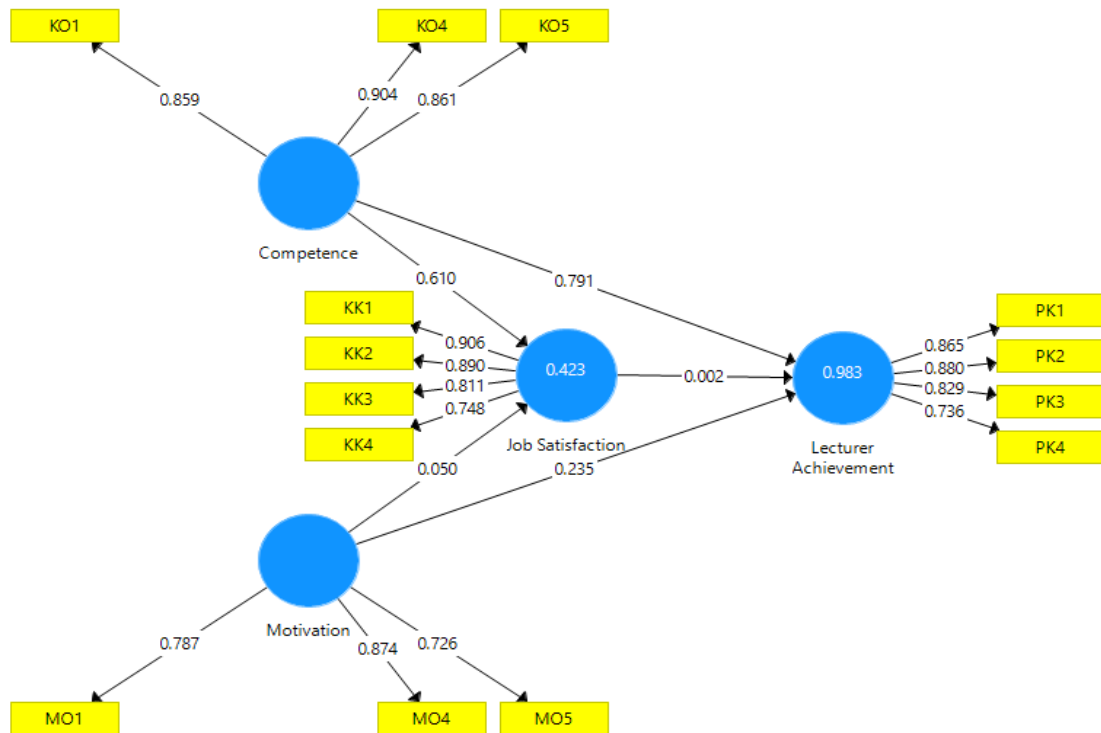 KO1
KO4
KO5
0.859
0.904
0.861
Competence
0.610
0.791
KK1
KK2
KK3
KK4
0.906
0.890
0.811
0.748
0.423
Job Satisfaction
0.002
0.983
Lecturer
Achievement
0.865
0.880
0.829
0.736
PK1
PK2
PK3
PK4
0.050
0.235
Motivation
0.787
0.874
0.726
MO1
MO4
MO5